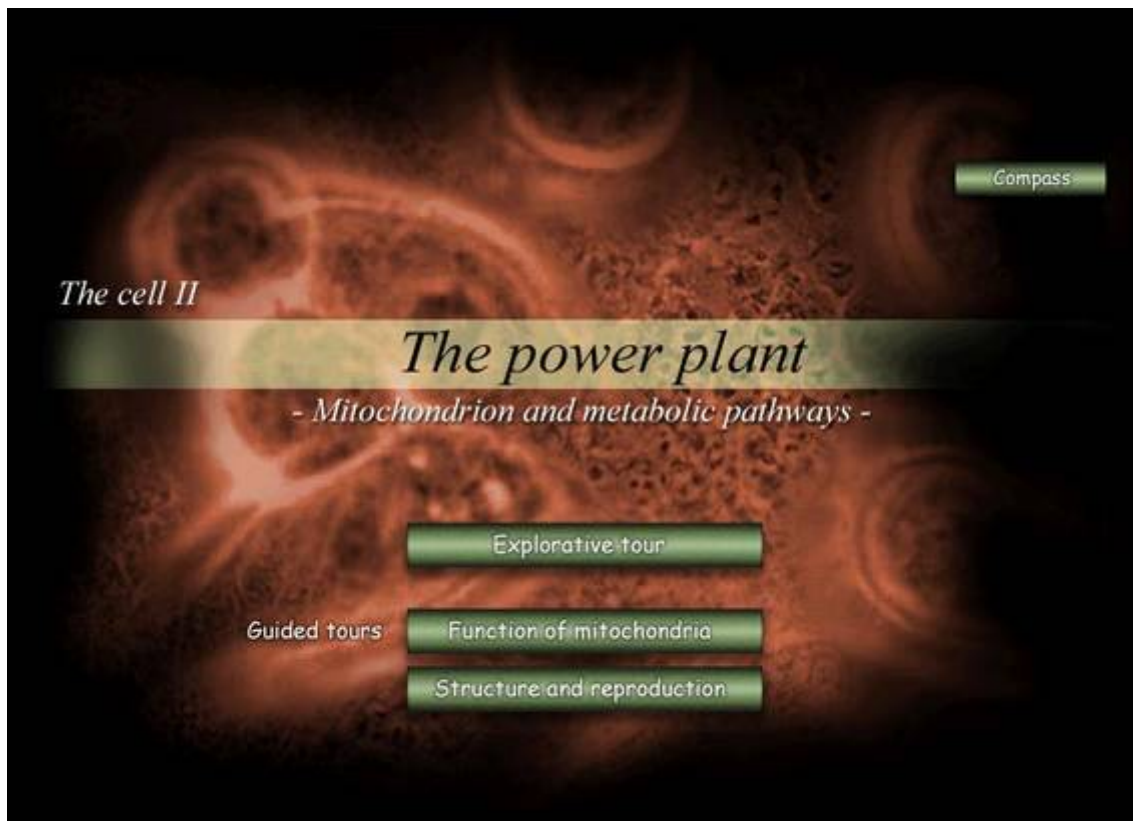 Compass
The cell II
The power plant
- Mitochondrion and metabolic pathways -
Explorative tour
Guided tours
Function of mitochondria
Structure and reproduction